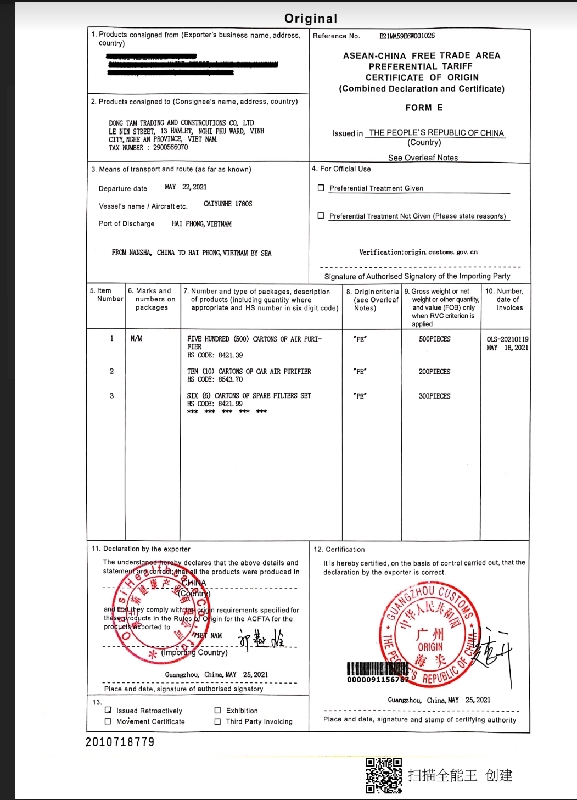 Original
1. Products consigned from (Exporter's business name, address, country)
Reference No.
ASEAN-CHINA FREE TRADE AREA
PREFERENTIAL TARIFF
CERTIFICATE OF ORIGIN
(Combined Declaration and Certificate)
FORM E
Issued in THE PEOPLE'S REPUBLIC OF CHINA
(Country)
See Overleaf Notes
2. Products consigned to (Consignee's name, address, country)
DONG TAM TRADING AND CONSTROUTIONS CO. LTD
LE NIN STREET, 13 HAMLET, NGHI PHU WARD, VINH
CITY, NGHE AN PROVINCE, VIET NAM.
TAX NUMBER : 2900586070
3. Means of transport and route (as far as known)
Departure date MAY 22, 2021
Vessel's name / Aircraft etc. CAIYUNHE 1780S
Port of Discharge HAI PHONG, VIETNAM
FROM NANSHA, CHINA TO HAI PHONG, VIETNAM BY SEA
4. For Official Use
Preferential Treatment Given
Preferential Treatment Not Given (Please state reason/s)
Verification:origin.customs.gov.cn
Signature of Authorised Signatory of the Importing Party
5. Item Number
6. Marks and numbers on packages
7. Number and type of packages, description of products (including quantity where appropriate and HS number in six digit code)
8. Origin criteria (see Overleaf Notes)
9. Gross weight or net weight or other quantity, and value (FOB) only when RVC criterion is applied
10. Number, date of Invoices
1 N/M FIVE HUNDRED (500) CARTONS OF AIR PURI- "PE" 500PIECES OLS-20210119
FIER MAY 18, 2021
HS CODE: 8421.39
2 TEN (10) CARTONS OF CAR AIR PURIFIER "PE" 200PIECES
HS CODE: 8543.70
3 SIX (6) CARTONS OF SPARE FILTERS SET "PE" 300PIECES
HS CODE: 8421.99
*** *** *** *** ***
11. Declaration by the exporter
The undersigned hereby declares that the above details and
statement are correct; that all the products were produced in
CHINA
(Country)
and that they comply with the origin requirements specified for
these products in the Rules of Origin for the ACFTA for the
products exported to
VIET NAM
(Importing Country)
Guangzhou, China, MAY 25, 2021
Place and date, signature of authorised signatory
12. Certification
It is hereby certified, on the basis of control carried out, that the
declaration by the exporter is correct.
GUANGZHOU CUSTOMS
中华人民共和国
广州
ORIGIN
海关
THE PEOPLE'S REPUBLIC OF CHINA
Guangzhou, China, MAY 25, 2021
Place and date, signature and stamp of certifying authority
13.
Issued Retroactively
Exhibition
Movement Certificate
Third Party Invoicing
2010718779
扫描全能王 创建